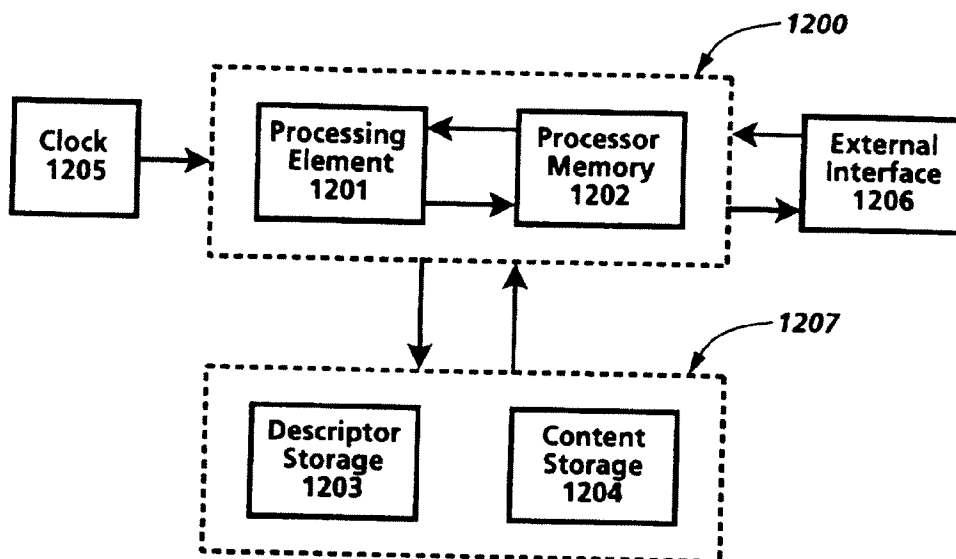 1200
Clock
1205
Processing
Element
1201
Processor
Memory
1202
External
Interface
1206
1207
Descriptor
Storage
1203
Content
Storage
1204